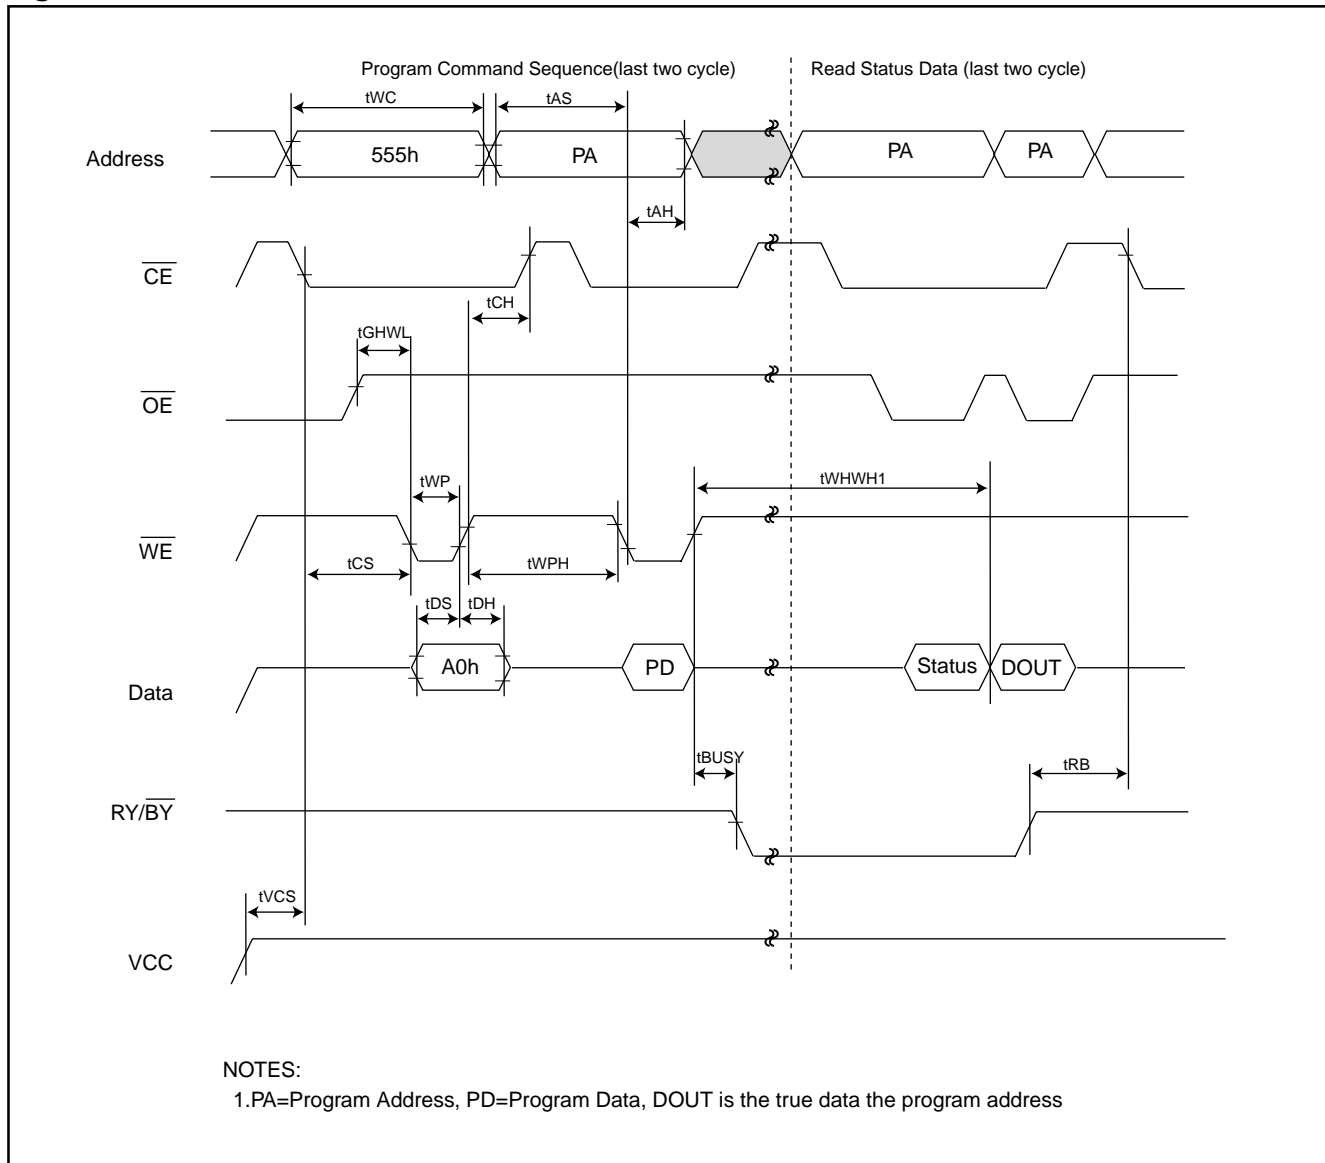 Program Command Sequence(last two cycle)
Read Status Data (last two cycle)
tWC
tAS
Address
555h
PA
PA
PA
tAH
CE
tCH
tGHWL
OE
tWP
tWHWH1
WE
tCS
tWPH
tDS
tDH
Data
A0h
PD
Status
DOUT
tBUSY
tRB
RY/BY
tVCS
VCC
NOTES:
1.PA=Program Address, PD=Program Data, DOUT is the true data the program address